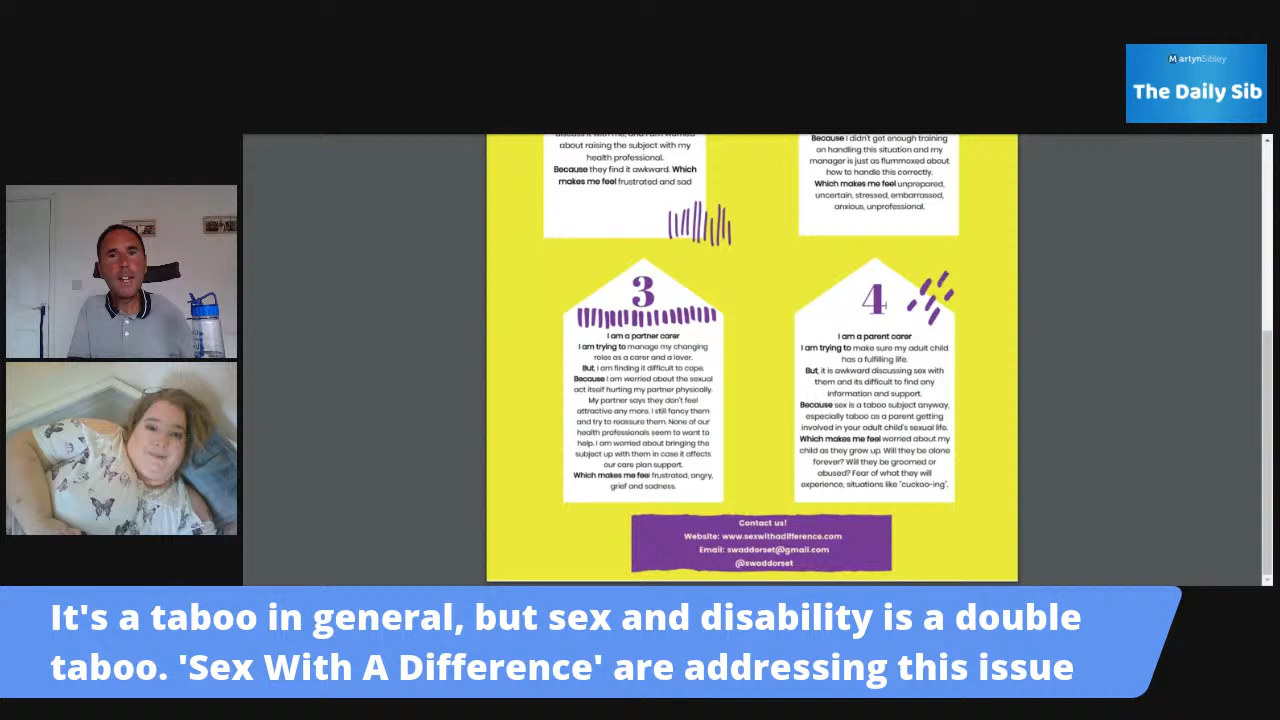 MartynSibley
The Daily Sib
discuss it with me, and I am worried
about raising the subject with my
health professional.
Because they find it awkward. Which
makes me feel frustrated and sad
Because I didn't get enough training
on handling this situation and my
manager is just as flummoxed about
how to handle this correctly.
Which makes me feel unprepared,
uncertain, stressed, embarrassed,
anxious, unprofessional.
3
I am a partner carer
I am trying to manage my changing
roles as a carer and a lover.
But, I am finding it difficult to cope.
Because I am worried about the sexual
act itself hurting my partner physically.
My partner says they don't feel
attractive any more. I still fancy them
and try to reassure them. None of our
health professionals seem to want to
help. I am worried about bringing the
subject up with them in case it affects
our care plan support.
Which makes me feel frustrated, angry,
grief and sadness.
4
I am a parent carer
I am trying to make sure my adult child
has a fulfilling life.
But, it is awkward discussing sex with
them and its difficult to find any
information and support.
Because sex is a taboo subject anyway,
especially taboo as a parent getting
involved in your adult child's sexual life.
Which makes me feel worried about my
child as they grow up. Will they be alone
forever? Will they be groomed or
abused? Fear of what they will
experience, situations like "cuckoo-ing".
Contact us!
Website: www.sexwithadifference.com
Email: swaddorset@gmail.com
@swaddorset
It's a taboo in general, but sex and disability is a double
taboo. 'Sex With A Difference' are addressing this issue